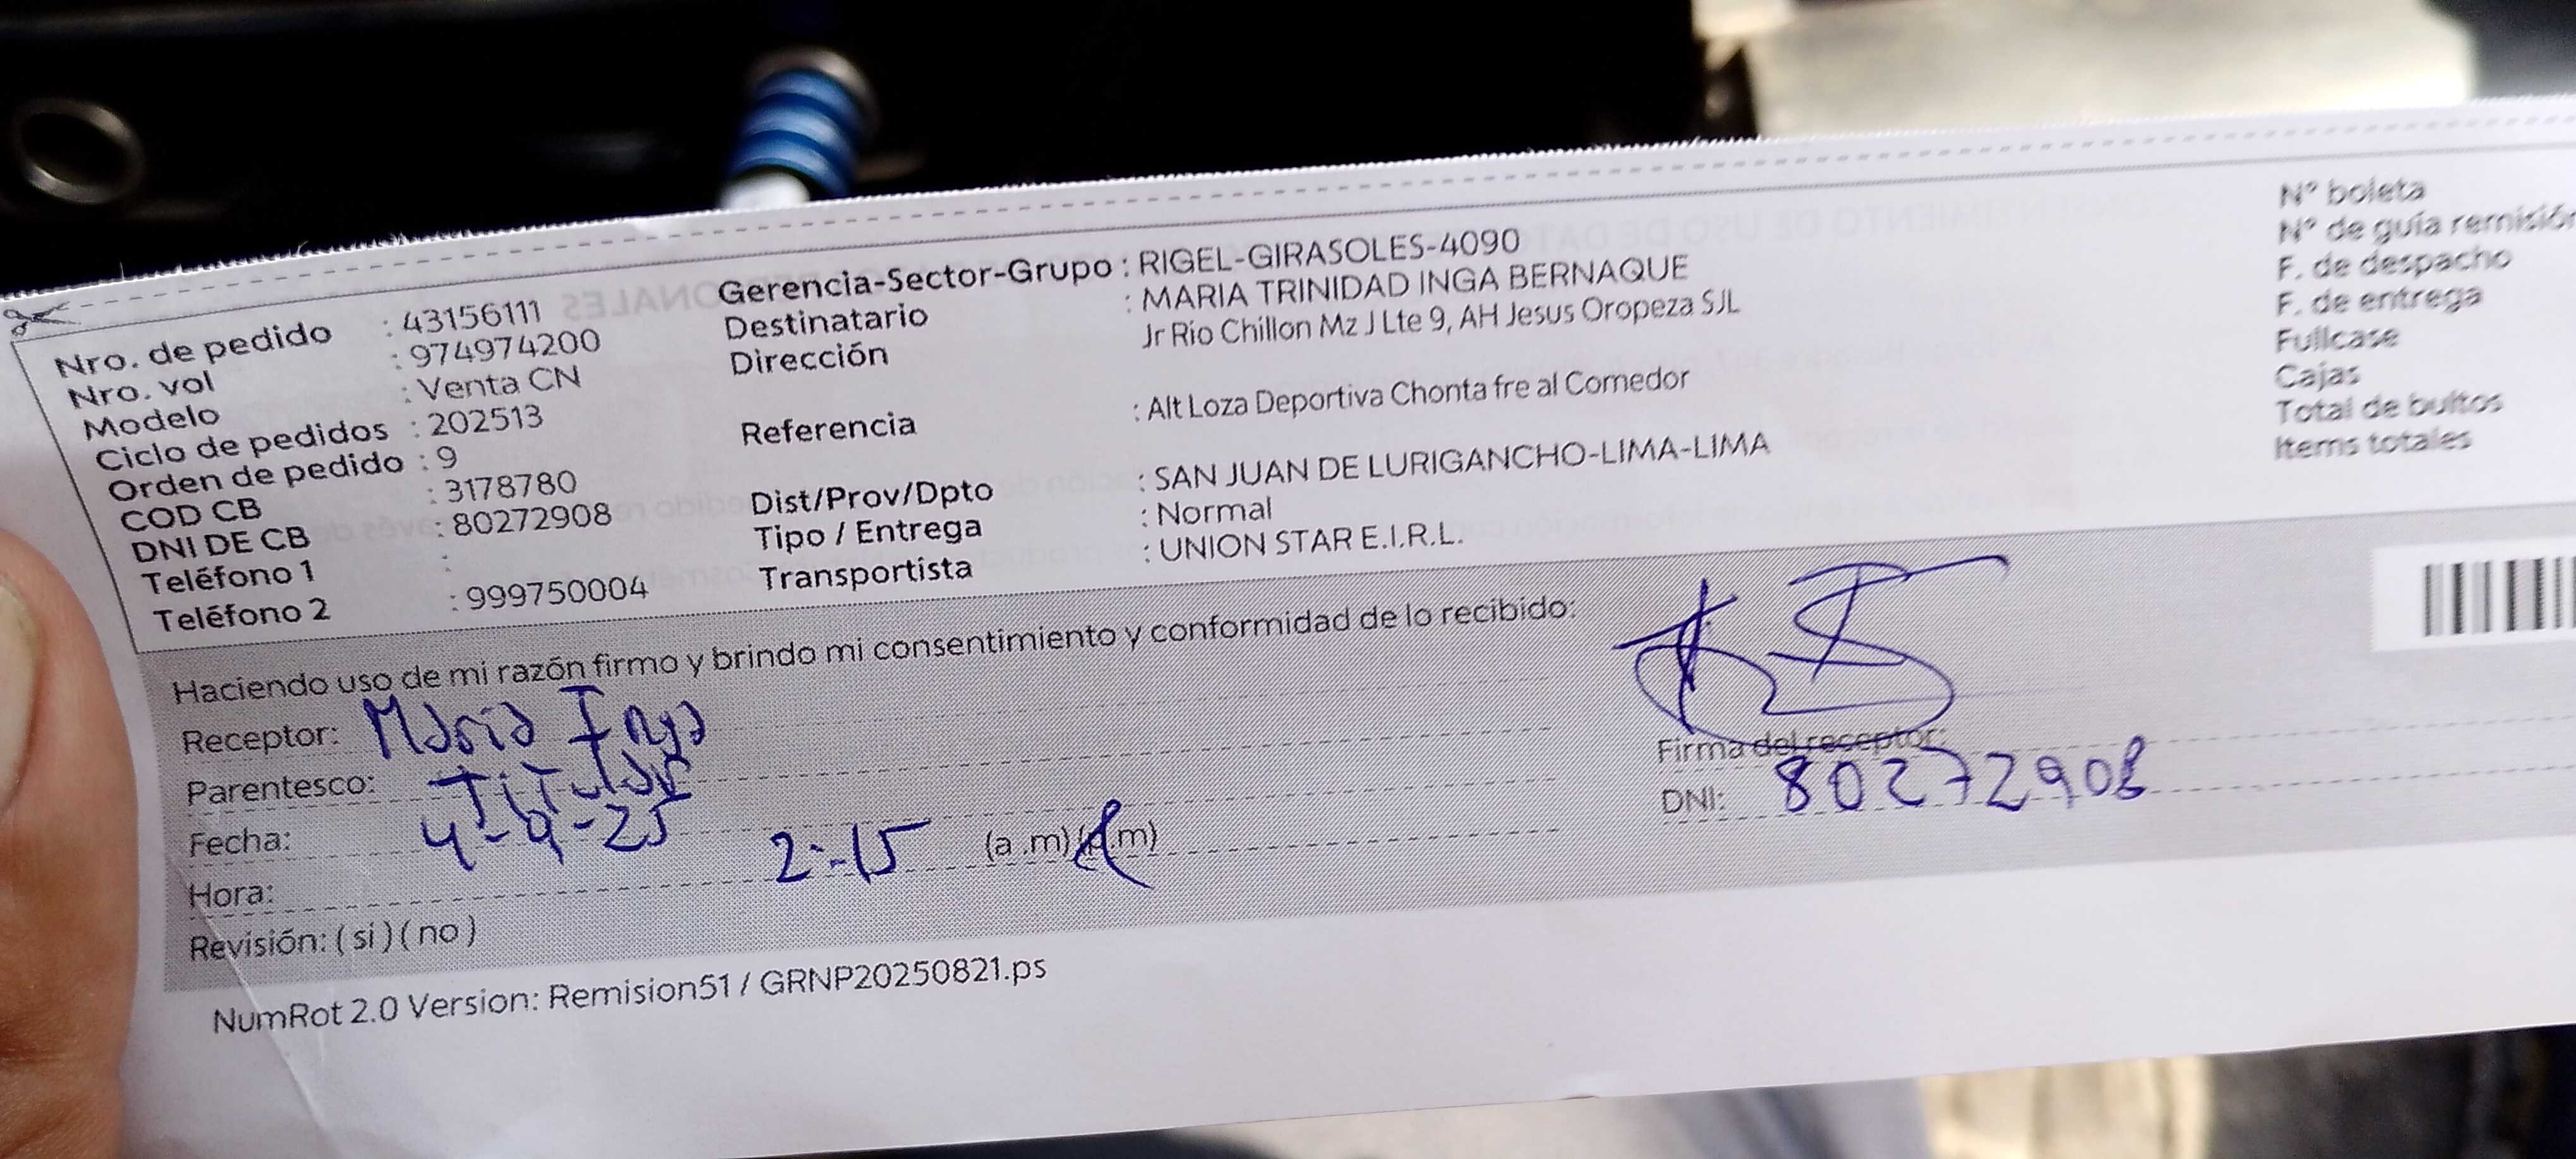 Nro. de pedido : 43156111
Nro. vol : 974974200
Modelo : Venta CN
Ciclo de pedidos : 202513
Orden de pedido : 9
COD CB : 3178780
DNI DE CB : 80272908
Teléfono 1 :
Teléfono 2 : 999750004
Gerencia-Sector-Grupo : RIGEL-GIRASOLES-4090
Destinatario : MARIA TRINIDAD INGA BERNAQUE
Dirección Jr Rio Chillon Mz J Lte 9, AH Jesus Oropeza SJL
Referencia : Alt Loza Deportiva Chonta fre al Comedor
Dist/Prov/Dpto : SAN JUAN DE LURIGANCHO-LIMA-LIMA
Tipo / Entrega : Normal
Transportista : UNION STAR E.I.R.L.
N° boleta
N° de guía remisión
F. de despacho
F. de entrega
Fullcase
Cajas
Total de bultos
Items totales
Haciendo uso de mi razón firmo y brindo mi consentimiento y conformidad de lo recibido:
Receptor: Maria Inga
Parentesco: Titular
Fecha: 4-9-25
Hora: 2:15 (a .m) (p.m)
Revisión: ( si ) ( no )
Firma del receptor:
DNI: 80272908
NumRot 2.0 Version: Remision51 / GRNP20250821.ps